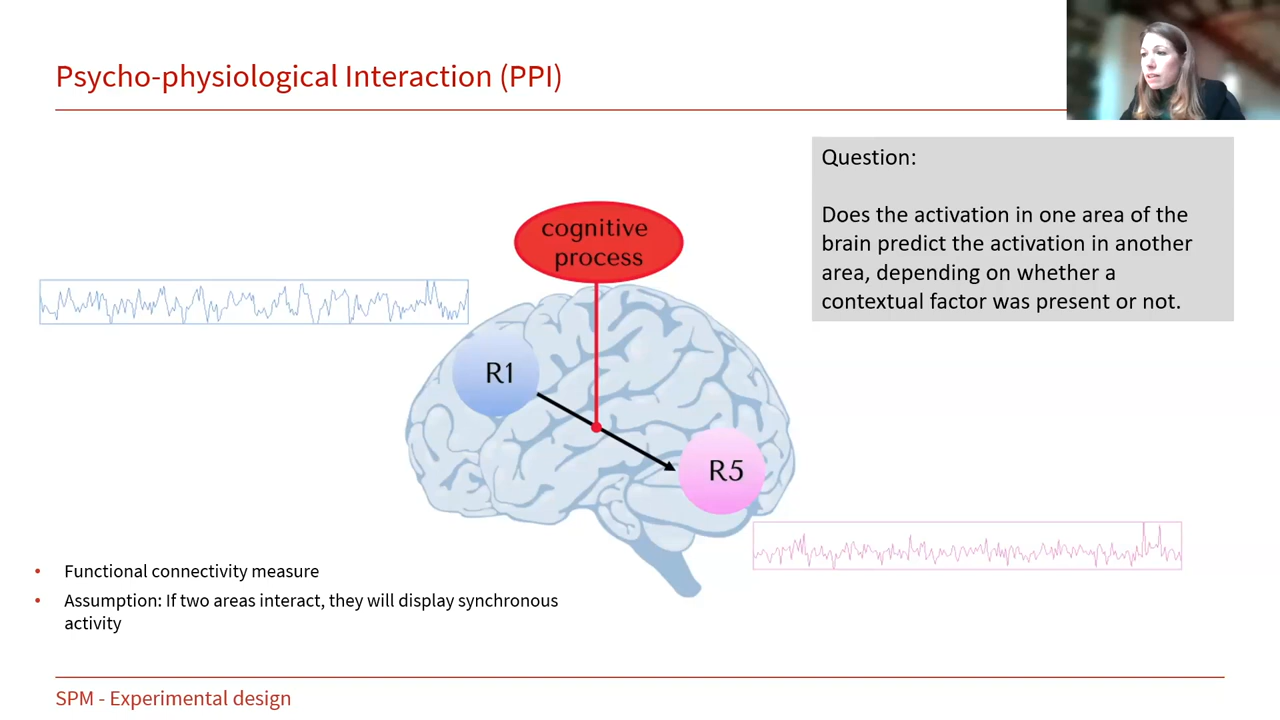 Psycho-physiological Interaction (PPI)
Question:
Does the activation in one area of the
brain predict the activation in another
area, depending on whether a
contextual factor was present or not.
cognitive
process
R1
R5
• Functional connectivity measure
• Assumption: If two areas interact, they will display synchronous
activity
SPM - Experimental design